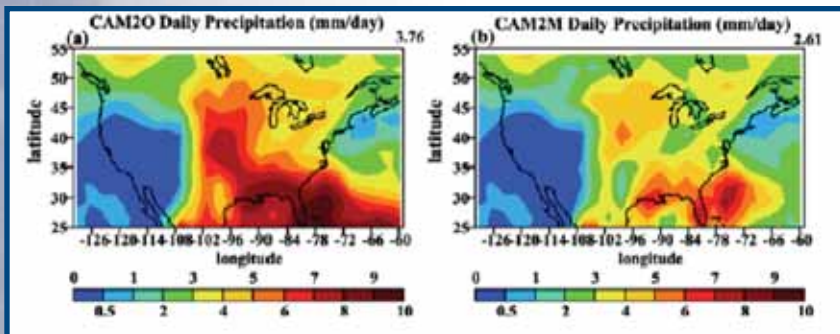 CAM2O Daily Precipitation (mm/day)
3.76
(a)
55
50
45
40
35
30
25
latitude
-126 -120 -114 -108 -102 -96 -90 -84 -78 -72 -66 -60
longitude
0 1 3 5 7 9
0.5 2 4 6 8 10
CAM2M Daily Precipitation (mm/day)
2.61
(b)
55
50
45
40
35
30
25
latitude
-126 -120 -114 -108 -102 -96 -90 -84 -78 -72 -66 -60
longitude
0 1 3 5 7 9
0.5 2 4 6 8 10